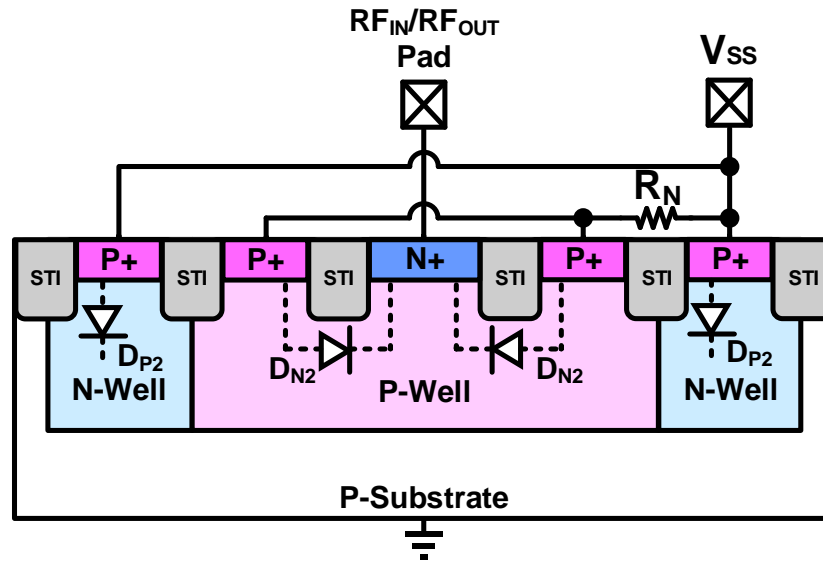 RFIN/RFOUT
Pad
VSS
RN
STI P+ STI P+ STI N+ STI P+ STI P+ STI
DP2 DN2 DN2 DP2
N-Well P-Well N-Well
P-Substrate